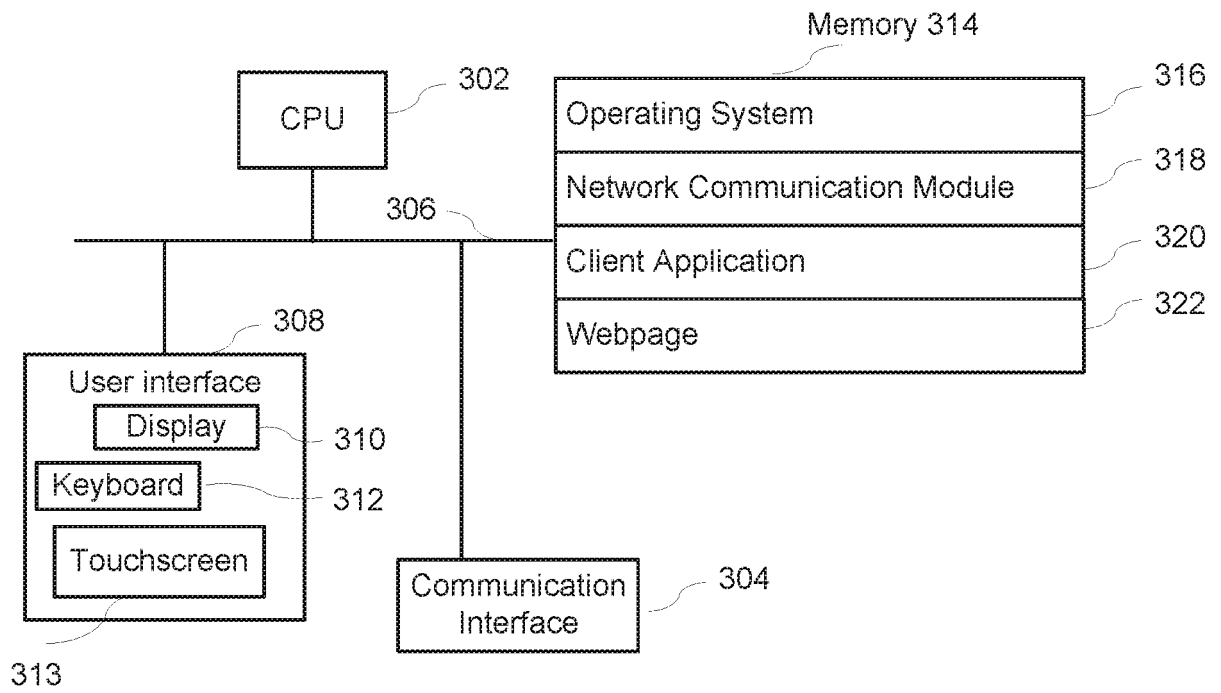 Memory 314
302
CPU
316
Operating System
318
Network Communication Module
306
320
Client Application
322
Webpage
308
User interface
Display
310
Keyboard
312
Touchscreen
313
304
Communication
Interface